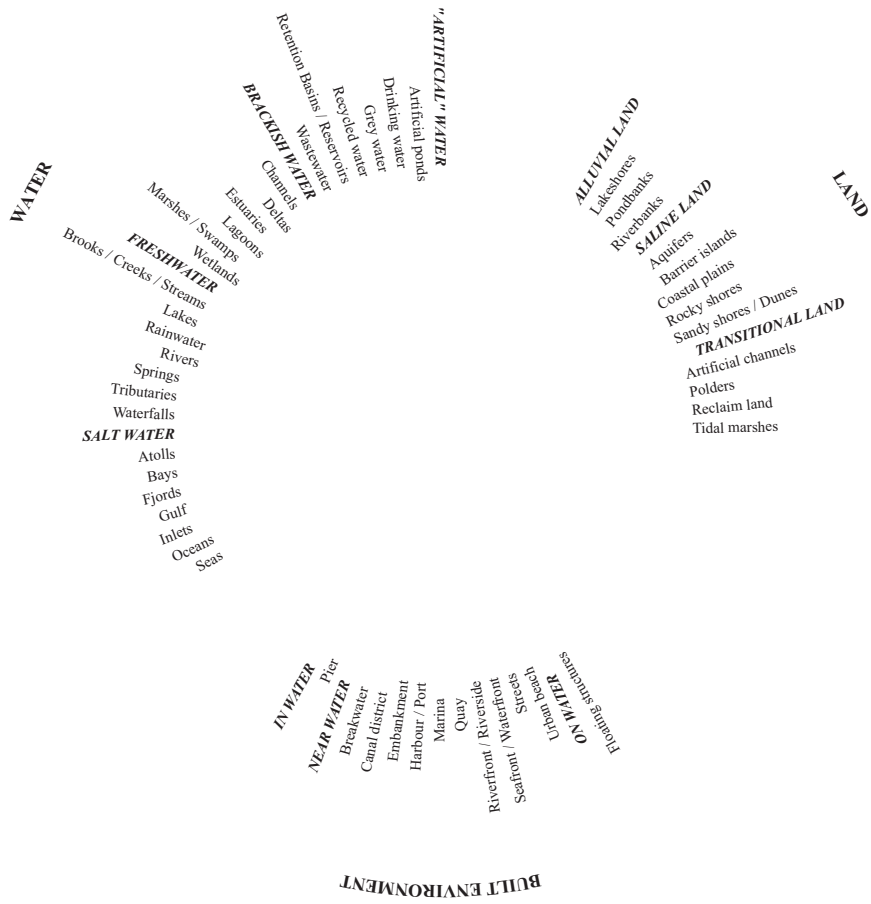 WATER
"ARTIFICIAL" WATER
Artificial ponds
Drinking water
Grey water
Recycled water
Retention Basins / Reservoirs
Wastewater
BRACKISH WATER
Channels
Deltas
Estuaries
Lagoons
Marshes / Swamps
Wetlands
FRESHWATER
Brooks / Creeks / Streams
Lakes
Rainwater
Rivers
Springs
Tributaries
Waterfalls
SALT WATER
Atolls
Bays
Fjords
Gulf
Inlets
Oceans
Seas
LAND
ALLUVIAL LAND
Lakeshores
Pondbanks
Riverbanks
SALINE LAND
Aquifers
Barrier islands
Coastal plains
Rocky shores
Sandy shores / Dunes
TRANSITIONAL LAND
Artificial channels
Polders
Reclaim land
Tidal marshes
IN WATER
Pier
NEAR WATER
Breakwater
Canal district
Embankment
Harbour / Port
Marina
Quay
Riverfront / Riverside
Seafront / Waterfront
Streets
Urban beach
ON WATER
Floating structures
BUILT ENVIRONMENT